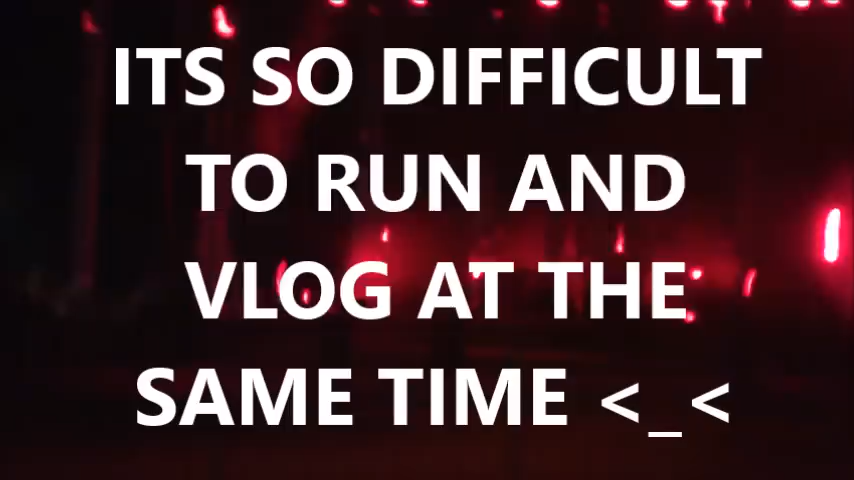 ITS SO DIFFICULT
TO RUN AND
VLOG AT THE
SAME TIME <_<